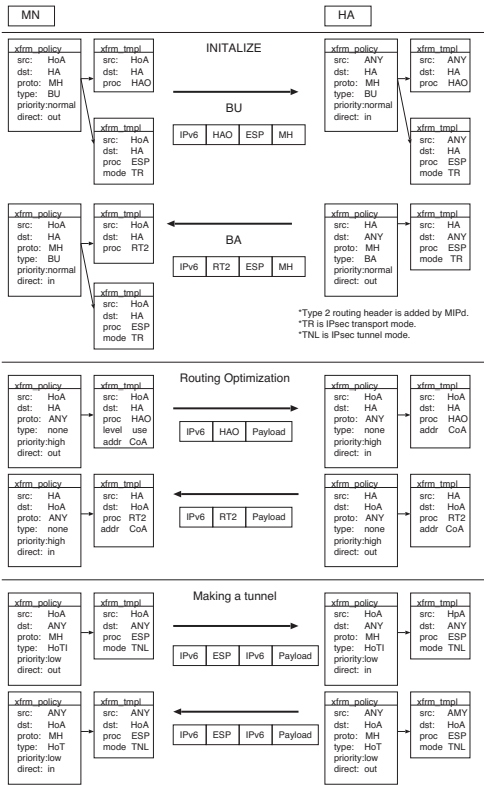 MN
HA
INITALIZE
xfrm_policy
src: HoA
dst: HA
proto: MH
type: BU
priority:normal
direct: out
xfrm_tmpl
src: HoA
dst: HA
proc HAO
xfrm_tmpl
src: HoA
dst: HA
proc ESP
mode TR
BU
IPv6 HAO ESP MH
xfrm_policy
src: ANY
dst: HA
proto: MH
type: BU
priority:normal
direct: in
xfrm_tmpl
src: ANY
dst: HA
proc HAO
xfrm_tmpl
src: ANY
dst: HA
proc ESP
mode TR
xfrm_policy
src: HoA
dst: HA
proto: MH
type: BU
priority:normal
direct: in
xfrm_tmpl
src: HoA
dst: HA
proc RT2
xfrm_tmpl
src: HoA
dst: HA
proc ESP
mode TR
BA
IPv6 RT2 ESP MH
xfrm_policy
src: HA
dst: ANY
proto: MH
type: BA
priority:normal
direct: out
xfrm_tmpl
src: HA
dst: ANY
proc ESP
mode TR
*Type 2 routing header is added by MIPd.
*TR is IPsec transport mode.
*TNL is IPsec tunnel mode.
Routing Optimization
xfrm_policy
src: HoA
dst: HA
proto: ANY
type: none
priority:high
direct: out
xfrm_tmpl
src: HoA
dst: HA
proc HAO
level use
addr CoA
IPv6 HAO Payload
xfrm_policy
src: HoA
dst: HA
proto: ANY
type: none
priority:high
direct: in
xfrm_tmpl
src: HoA
dst: HA
proc HAO
addr CoA
xfrm_policy
src: HA
dst: HoA
proto: ANY
type: none
priority:high
direct: in
xfrm_tmpl
src: HA
dst: HoA
proc RT2
addr CoA
IPv6 RT2 Payload
xfrm_policy
src: HA
dst: HoA
proto: ANY
type: none
priority:high
direct: out
xfrm_tmpl
src: HA
dst: HoA
proc RT2
addr CoA
Making a tunnel
xfrm_policy
src: HoA
dst: ANY
proto: MH
type: HoTI
priority:low
direct: out
xfrm_tmpl
src: HoA
dst: ANY
proc ESP
mode TNL
IPv6 ESP IPv6 Payload
xfrm_policy
src: HoA
dst: ANY
proto: MH
type: HoTI
priority:low
direct: in
xfrm_tmpl
src: HpA
dst: ANY
proc ESP
mode TNL
xfrm_policy
src: ANY
dst: HoA
proto: MH
type: HoT
priority:low
direct: in
xfrm_tmpl
src: ANY
dst: HoA
proc ESP
mode TNL
IPv6 ESP IPv6 Payload
xfrm_policy
src: ANY
dst: HoA
proto: MH
type: HoT
priority:low
direct: out
xfrm_tmpl
src: AMY
dst: HoA
proc ESP
mode TNL